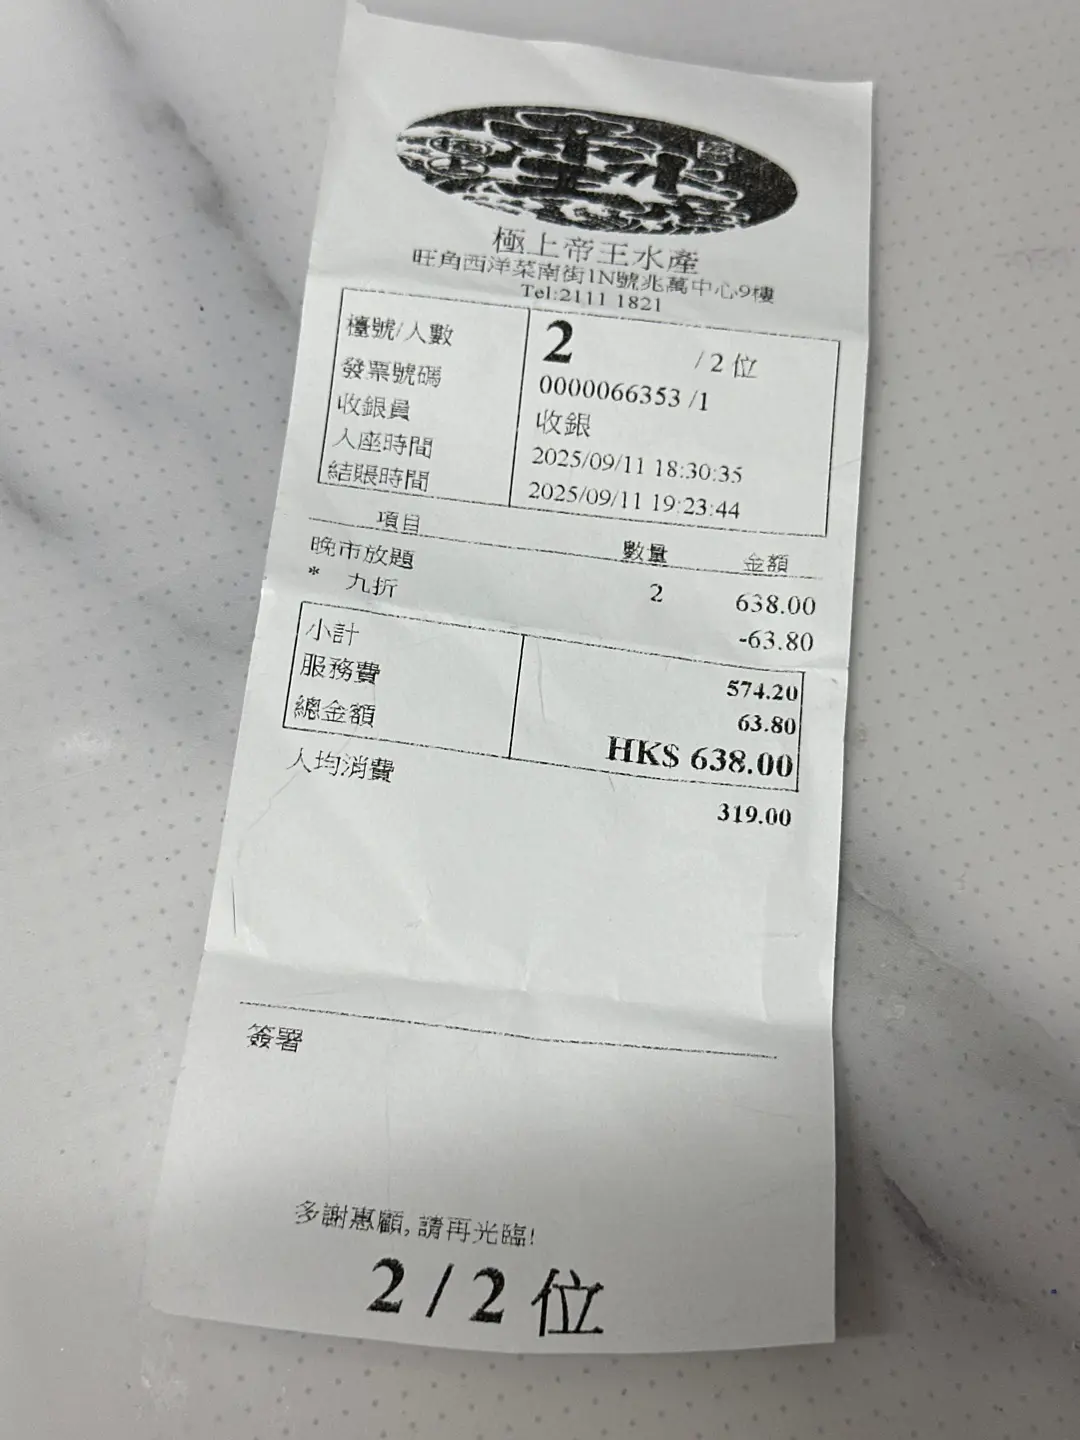 極上帝王水產
旺角西洋菜南街1N號兆萬中心9樓
Tel:2111 1821
檯號/人數 2 / 2 位
發票號碼 0000066353 /1
收銀員 收銀
入座時間 2025/09/11 18:30:35
結賬時間 2025/09/11 19:23:44
項目 數量 金額
晚市放題 2 638.00
* 九折 -63.80
小計 574.20
服務費 63.80
總金額 HK$ 638.00
人均消費 319.00
簽署
多謝惠顧, 請再光臨!
2 / 2 位